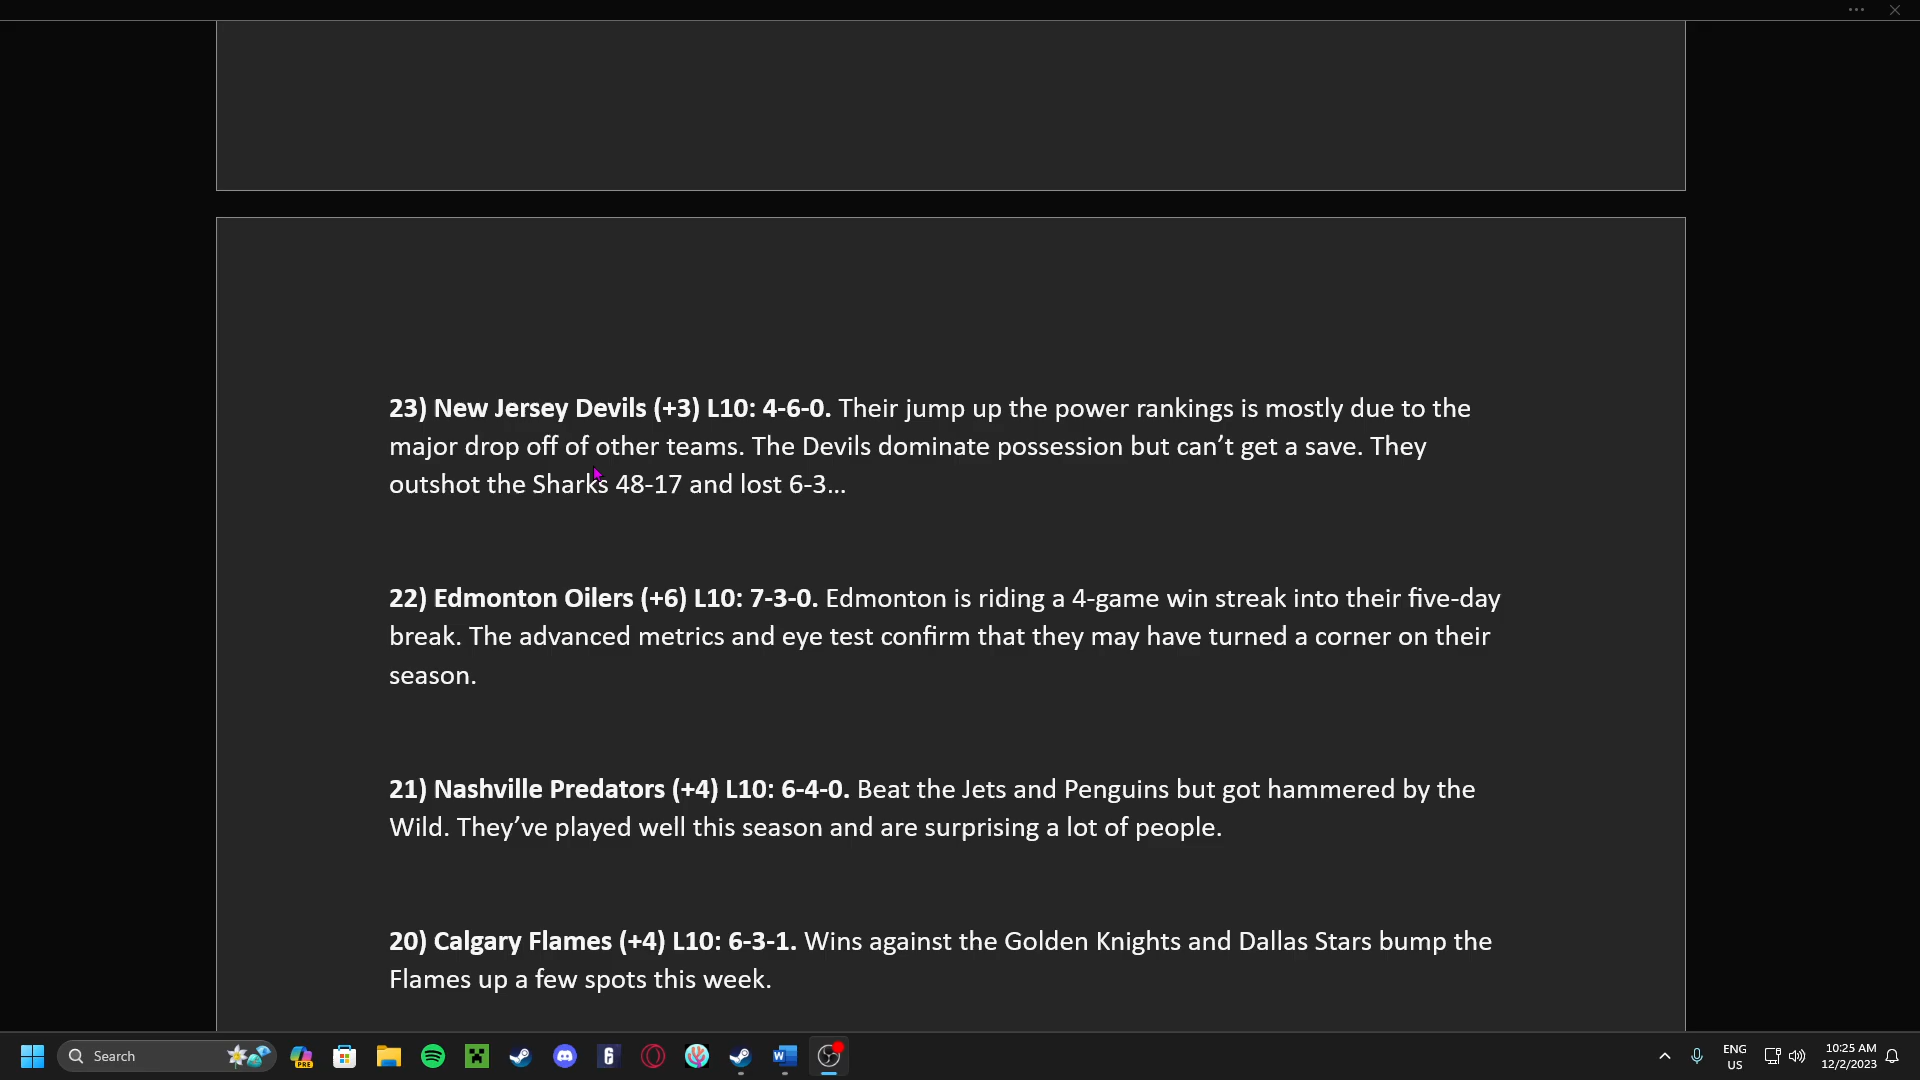 23) New Jersey Devils (+3) L10: 4-6-0. Their jump up the power rankings is mostly due to the
major drop off of other teams. The Devils dominate possession but can’t get a save. They
outshot the Sharks 48-17 and lost 6-3...
22) Edmonton Oilers (+6) L10: 7-3-0. Edmonton is riding a 4-game win streak into their five-day
break. The advanced metrics and eye test confirm that they may have turned a corner on their
season.
21) Nashville Predators (+4) L10: 6-4-0. Beat the Jets and Penguins but got hammered by the
Wild. They’ve played well this season and are surprising a lot of people.
20) Calgary Flames (+4) L10: 6-3-1. Wins against the Golden Knights and Dallas Stars bump the
Flames up a few spots this week.
Search
PRE
W
ENG
US
10:25 AM
12/2/2023